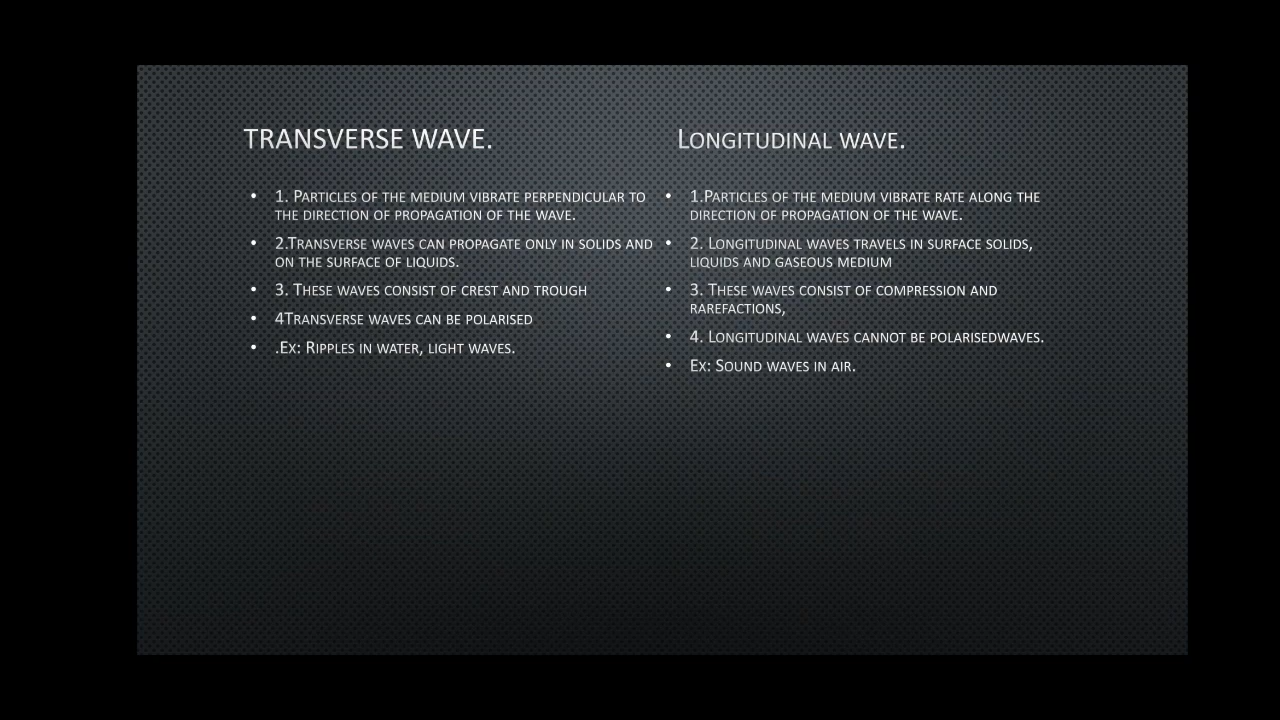 TRANSVERSE WAVE.
• 1. PARTICLES OF THE MEDIUM VIBRATE PERPENDICULAR TO
THE DIRECTION OF PROPAGATION OF THE WAVE.
• 2.TRANSVERSE WAVES CAN PROPAGATE ONLY IN SOLIDS AND
ON THE SURFACE OF LIQUIDS.
• 3. THESE WAVES CONSIST OF CREST AND TROUGH
• 4TRANSVERSE WAVES CAN BE POLARISED
• .EX: RIPPLES IN WATER, LIGHT WAVES.
LONGITUDINAL WAVE.
• 1.PARTICLES OF THE MEDIUM VIBRATE RATE ALONG THE
DIRECTION OF PROPAGATION OF THE WAVE.
• 2. LONGITUDINAL WAVES TRAVELS IN SURFACE SOLIDS,
LIQUIDS AND GASEOUS MEDIUM
• 3. THESE WAVES CONSIST OF COMPRESSION AND
RAREFACTIONS,
• 4. LONGITUDINAL WAVES CANNOT BE POLARISEDWAVES.
• EX: SOUND WAVES IN AIR.